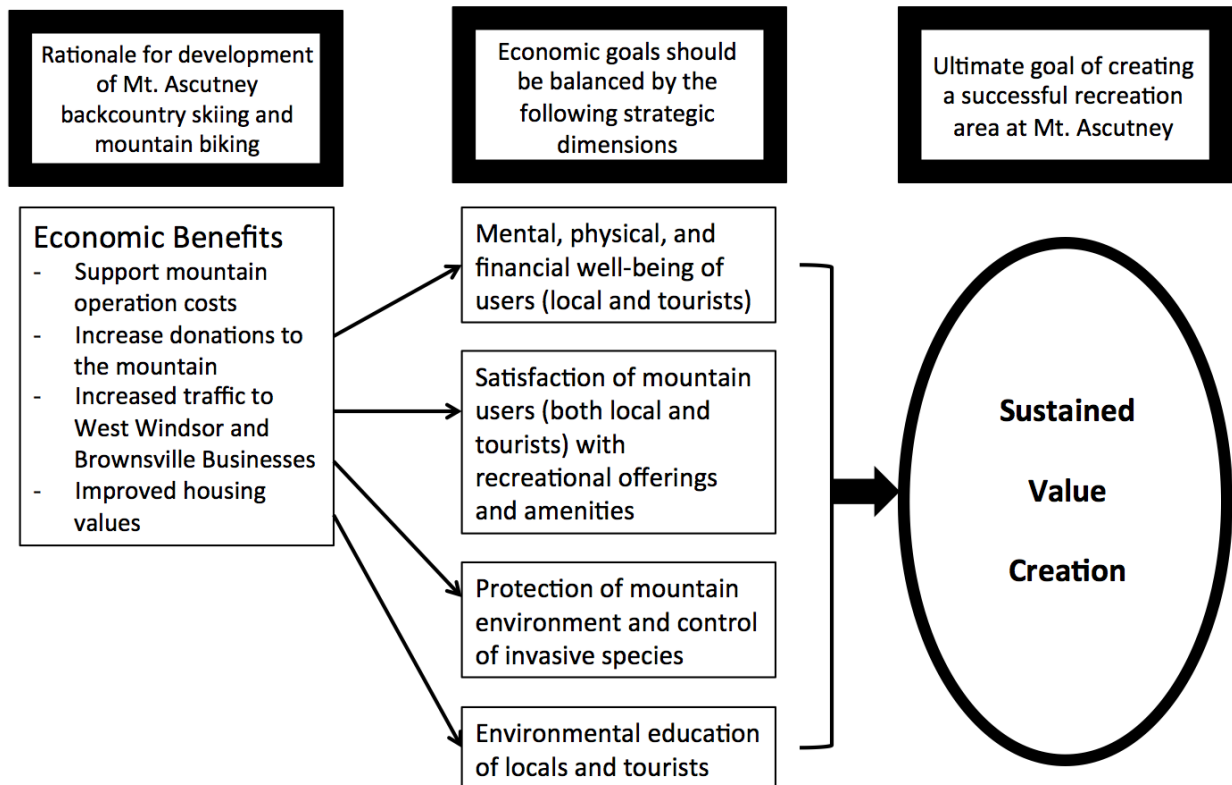 Rationale for development
of Mt. Ascutney
backcountry skiing and
mountain biking
Economic goals should
be balanced by the
following strategic
dimensions
Ultimate goal of creating
a successful recreation
area at Mt. Ascutney
Economic Benefits
- Support mountain
operation costs
- Increase donations to
the mountain
- Increased traffic to
West Windsor and
Brownsville Businesses
- Improved housing
values
Mental, physical, and
financial well-being of
users (local and tourists)
Satisfaction of mountain
users (both local and
tourists) with
recreational offerings
and amenities
Protection of mountain
environment and control
of invasive species
Environmental education
of locals and tourists
Sustained
Value
Creation